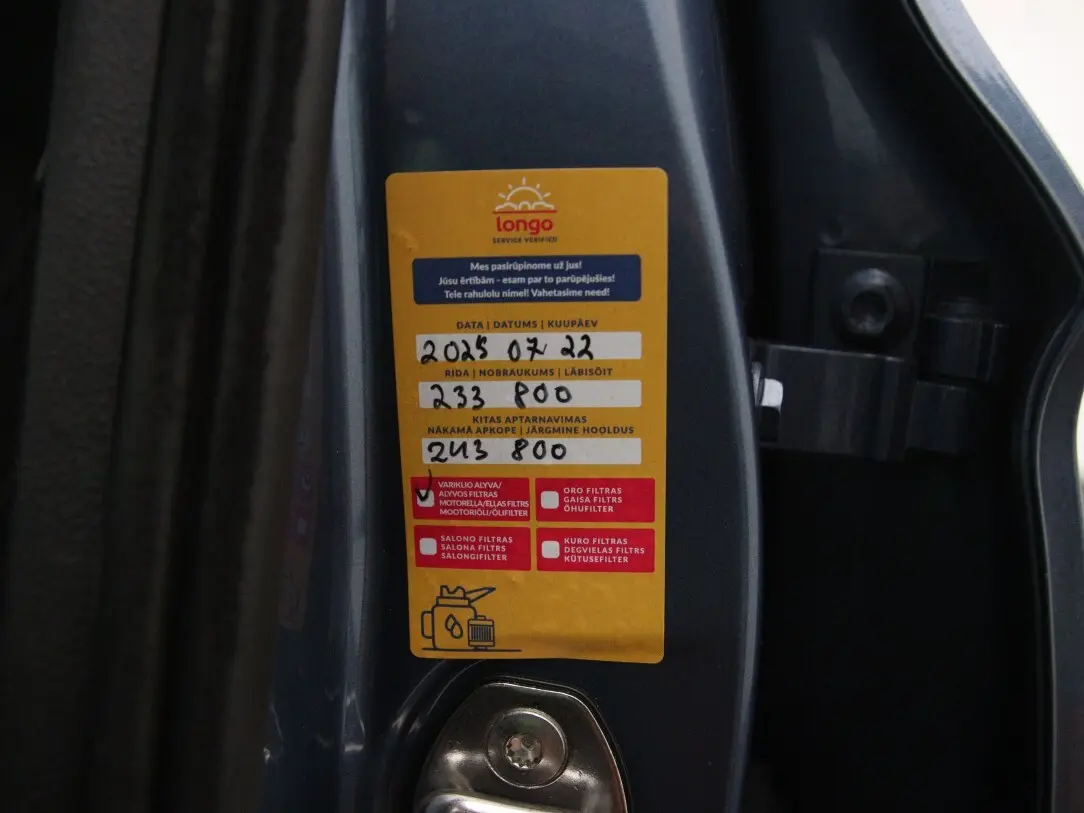 longo
SERVICE VERIFIED
Mes pasirūpinome už jus!
Jūsu ērtībām - esam par to parūpējušies!
Teie rahulolu nimel! Vahetasime need!
DATA | DATUMS | KUUPÄEV
2025 07 22
RIDA | NOBRAUKUMS | LÄBISÕIT
233 800
KITAS APTARNAVIMAS
NĀKAMĀ APKOPE | JÄRGMINE HOOLDUS
243 800
VARIKLIO ALYVA/
ALYVOS FILTRAS
MOTORELLA/ELLAS FILTRS
MOOTORIÕLI/ÕLIFILTER
ORO FILTRAS
GAISA FILTRS
ÕHUFILTER
SALONO FILTRAS
SALONA FILTRS
SALONGIFILTER
KURO FILTRAS
DEGVIELAS FILTRS
KÜTUSEFILTER